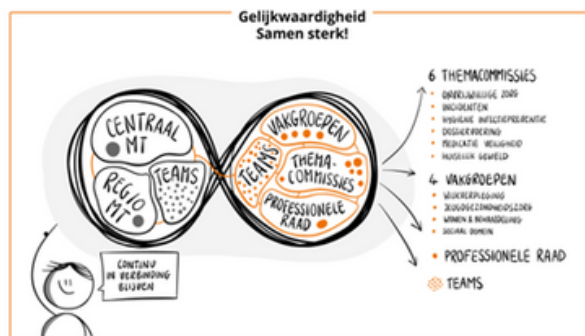 Gelijkwaardigheid
Samen sterk!
CENTRAAL
MT
REGIO
MT
TEAMS
TEAMS
VAKGROEPEN
THEMA-
COMMISSIES
PROFESSIONELE
RAAD
6 THEMACOMMISSIES
ONVRIJWILLIGE ZORG
INCIDENTEN
HYGIENE INFECTIEPREVENTIE
DOSSIERVOERING
MEDICATIE VEILIGHEID
HUISELIJK GEWELD
4 VAKGROEPEN
WIJKVERPLEGING
JEUGDGEZONDHEIDSZORG
WONEN & BEHANDELING
SOCIAAL DOMEIN
PROFESSIONELE RAAD
TEAMS
CONTINU
IN VERBINDING
BLIJVEN